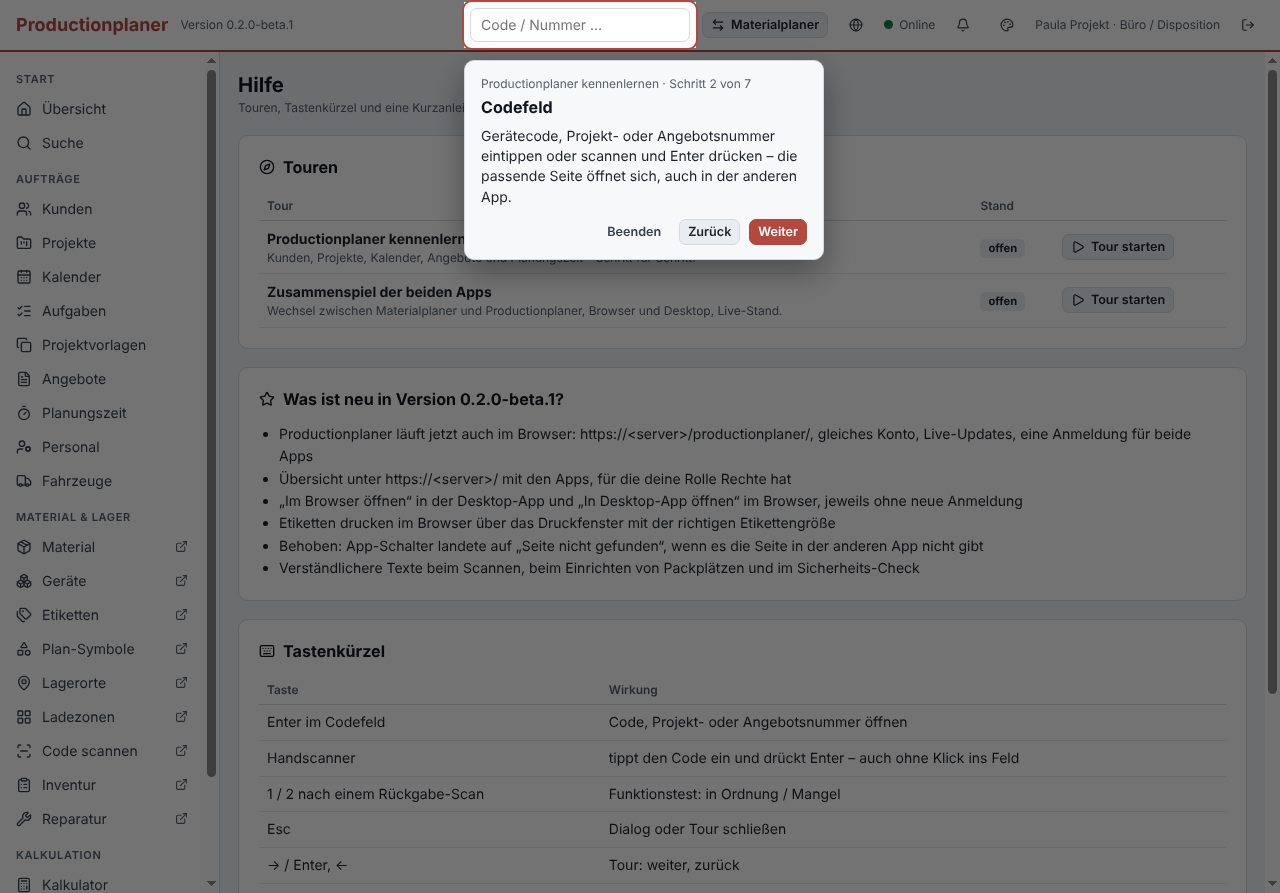 Productionplaner Version 0.2.0-beta.1
Code / Nummer ...
Materialplaner
Online
Paula Projekt · Büro / Disposition
START
Übersicht
Suche
AUFTRÄGE
Kunden
Projekte
Kalender
Aufgaben
Projektvorlagen
Angebote
Planungszeit
Personal
Fahrzeuge
MATERIAL & LAGER
Material
Geräte
Etiketten
Plan-Symbole
Lagerorte
Ladezonen
Code scannen
Inventur
Reparatur
KALKULATION
Kalkulator
Hilfe
Touren, Tastenkürzel und eine Kurzanlei
Productionplaner kennenlernen · Schritt 2 von 7
Codefeld
Gerätecode, Projekt- oder Angebotsnummer
eintippen oder scannen und Enter drücken – die
passende Seite öffnet sich, auch in der anderen
App.
Beenden Zurück Weiter
Touren
Tour Stand
Productionplaner kennenlern
Kunden, Projekte, Kalender, Angebote und Planungszeit – Schritt für Schritt.
offen Tour starten
Zusammenspiel der beiden Apps
Wechsel zwischen Materialplaner und Productionplaner, Browser und Desktop, Live-Stand.
offen Tour starten
Was ist neu in Version 0.2.0-beta.1?
• Productionplaner läuft jetzt auch im Browser: https://<server>/productionplaner/, gleiches Konto, Live-Updates, eine Anmeldung für beide
Apps
• Übersicht unter https://<server>/ mit den Apps, für die deine Rolle Rechte hat
• „Im Browser öffnen“ in der Desktop-App und „In Desktop-App öffnen“ im Browser, jeweils ohne neue Anmeldung
• Etiketten drucken im Browser über das Druckfenster mit der richtigen Etikettengröße
• Behoben: App-Schalter landete auf „Seite nicht gefunden“, wenn es die Seite in der anderen App nicht gibt
• Verständlichere Texte beim Scannen, beim Einrichten von Packplätzen und im Sicherheits-Check
Tastenkürzel
Taste Wirkung
Enter im Codefeld Code, Projekt- oder Angebotsnummer öffnen
Handscanner tippt den Code ein und drückt Enter – auch ohne Klick ins Feld
1 / 2 nach einem Rückgabe-Scan Funktionstest: in Ordnung / Mangel
Esc Dialog oder Tour schließen
→ / Enter, ← Tour: weiter, zurück